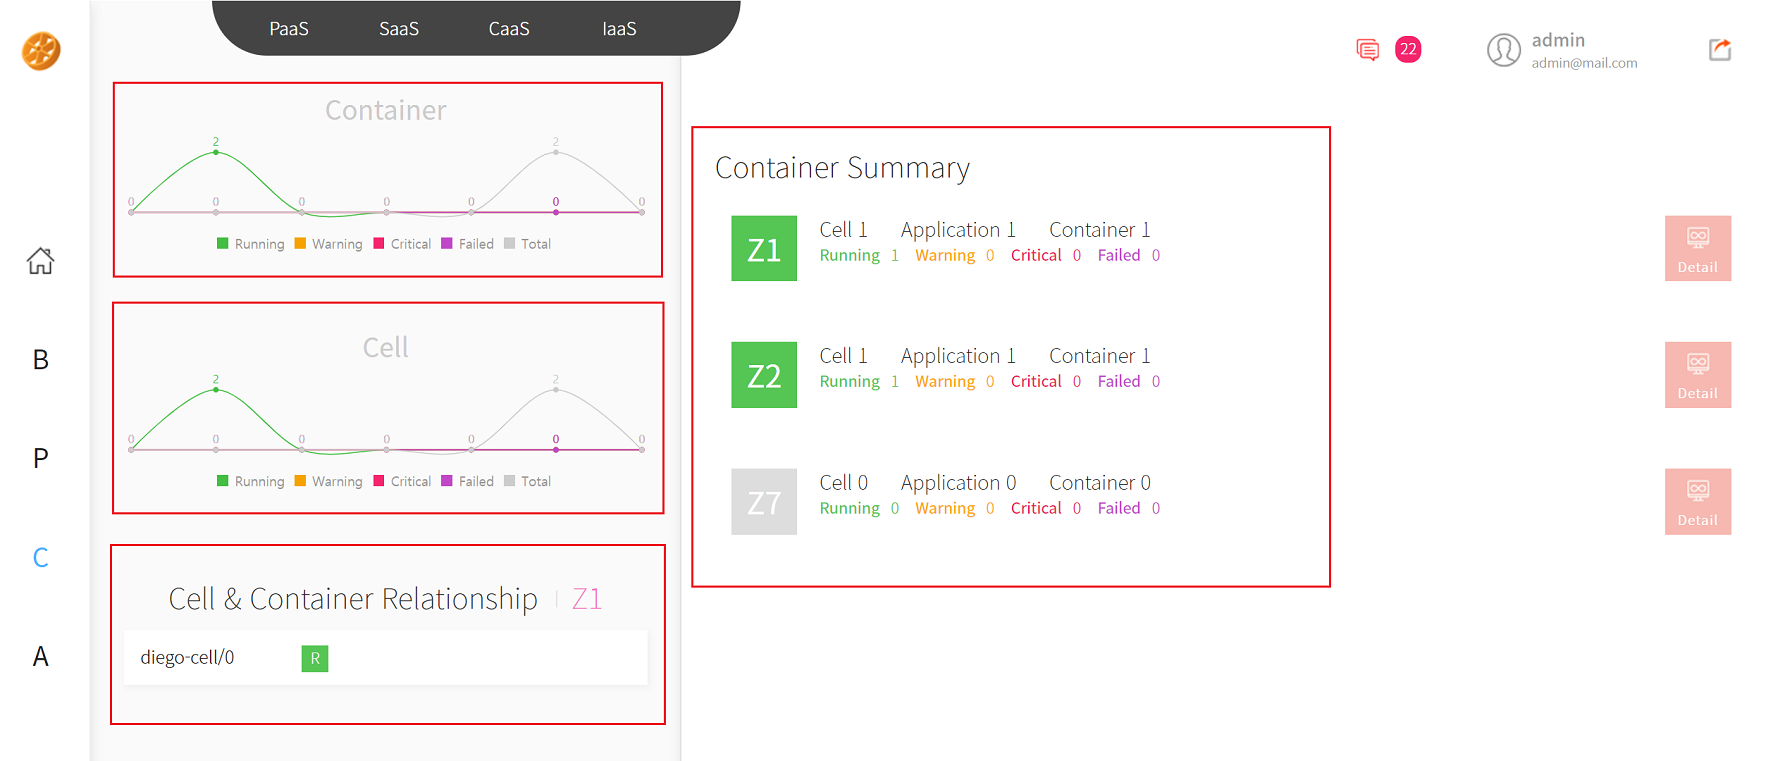 PaaS SaaS CaaS IaaS
22
admin
admin@mail.com
B
P
C
A
Container
2 2
0 0 0 0 0 0 0
Running Warning Critical Failed Total
Cell
2 2
0 0 0 0 0 0 0
Running Warning Critical Failed Total
Cell & Container Relationship Z1
diego-cell/0 R
Container Summary
Z1
Cell 1 Application 1 Container 1
Running 1 Warning 0 Critical 0 Failed 0
Detail
Z2
Cell 1 Application 1 Container 1
Running 1 Warning 0 Critical 0 Failed 0
Detail
Z7
Cell 0 Application 0 Container 0
Running 0 Warning 0 Critical 0 Failed 0
Detail